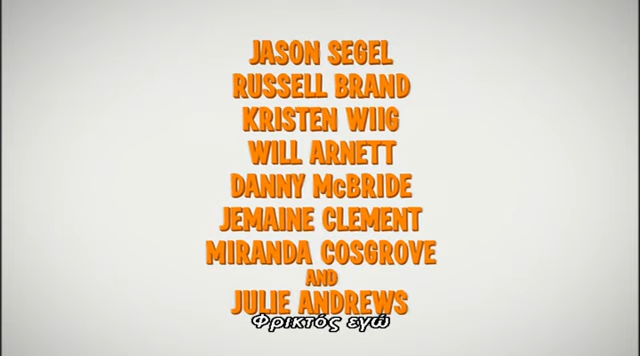 JASON SEGEL
RUSSELL BRAND
KRISTEN WIIG
WILL ARNETT
DANNY McBRIDE
JEMAINE CLEMENT
MIRANDA COSGROVE
AND
JULIE ANDREWS
Φρικτός εγώ